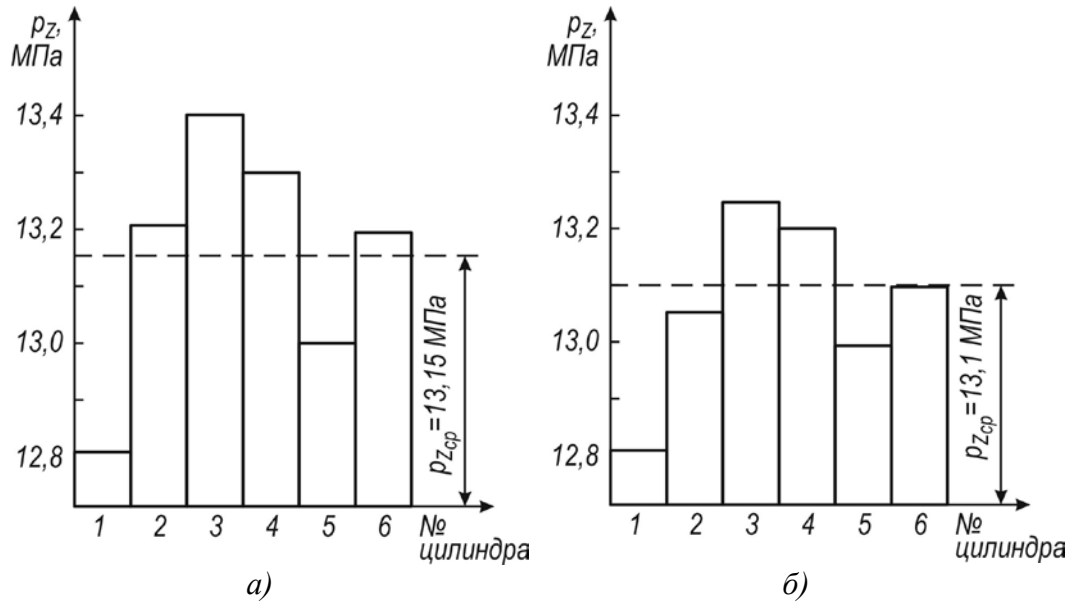 p_Z,
МПа
13,4
13,2
13,0
12,8
p_Zср=13,15 МПа
1 2 3 4 5 6 №
цилиндра
а)
p_Z,
МПа
13,4
13,2
13,0
12,8
p_Zср=13,1 МПа
1 2 3 4 5 6 №
цилиндра
б)